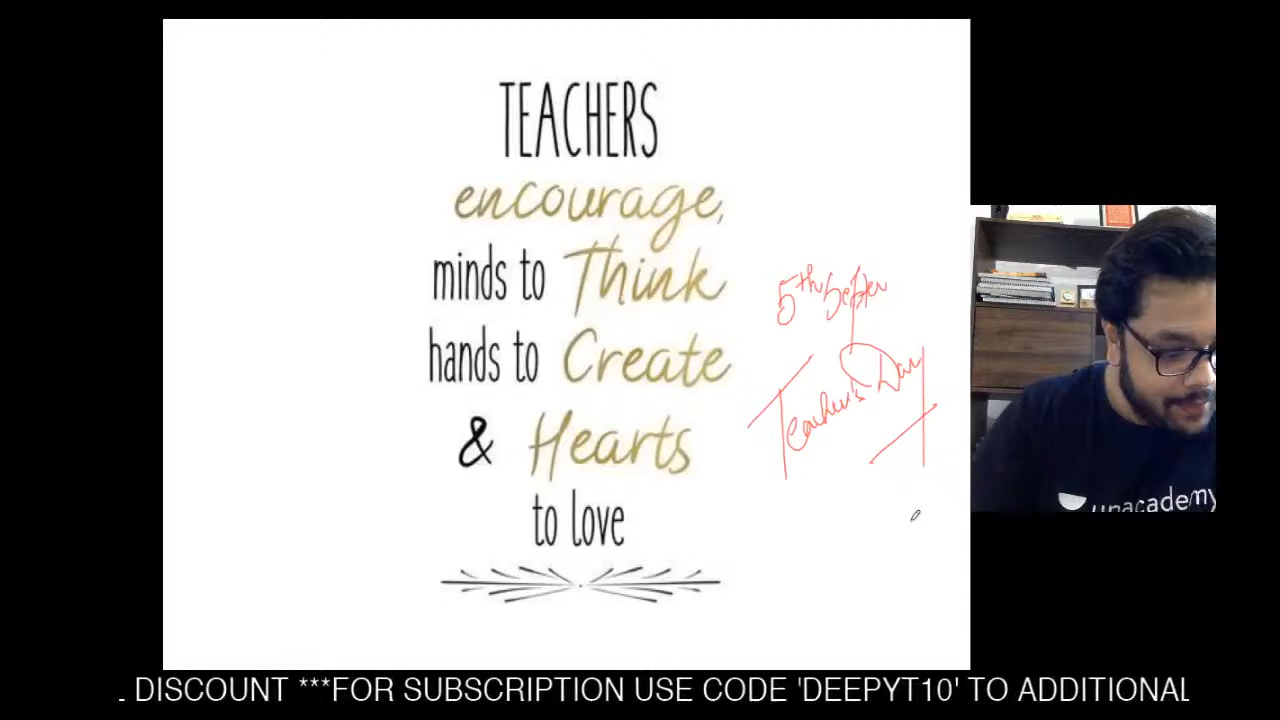 TEACHERS
encourage,
minds to Think
hands to Create
& Hearts
to love
5th Septer
Teacher's Day
unacademy
DISCOUNT ***FOR SUBSCRIPTION USE CODE 'DEEPYT10' TO ADDITIONAL